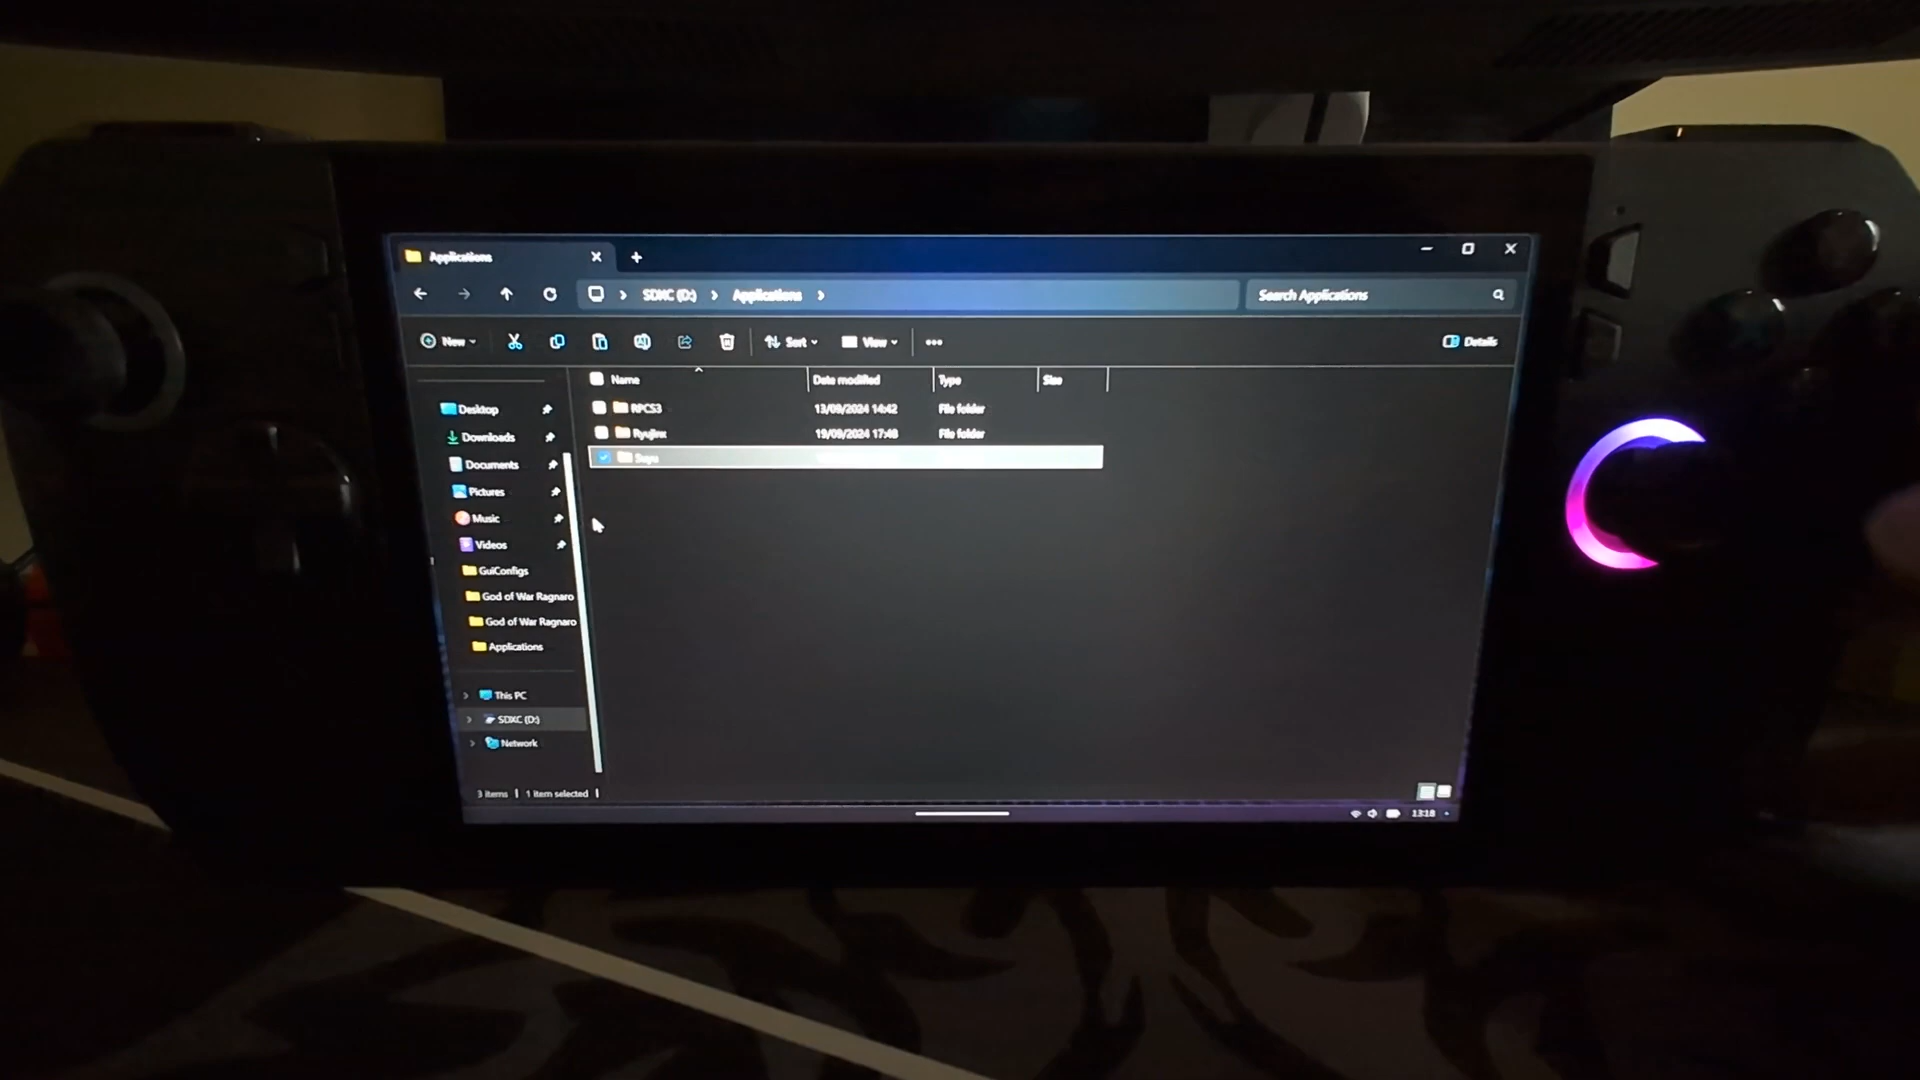 Applications
SDXC (D:) Applications
Search Applications
New Sort View Details
Name Date modified Type Size
RPCS3 13/09/2024 14:42 File folder
Ryujinx 19/09/2024 17:48 File folder
Suyu
Desktop
Downloads
Documents
Pictures
Music
Videos
GuiConfigs
God of War Ragnaro
God of War Ragnaro
Applications
This PC
SDXC (D:)
Network
3 items 1 item selected
13:18